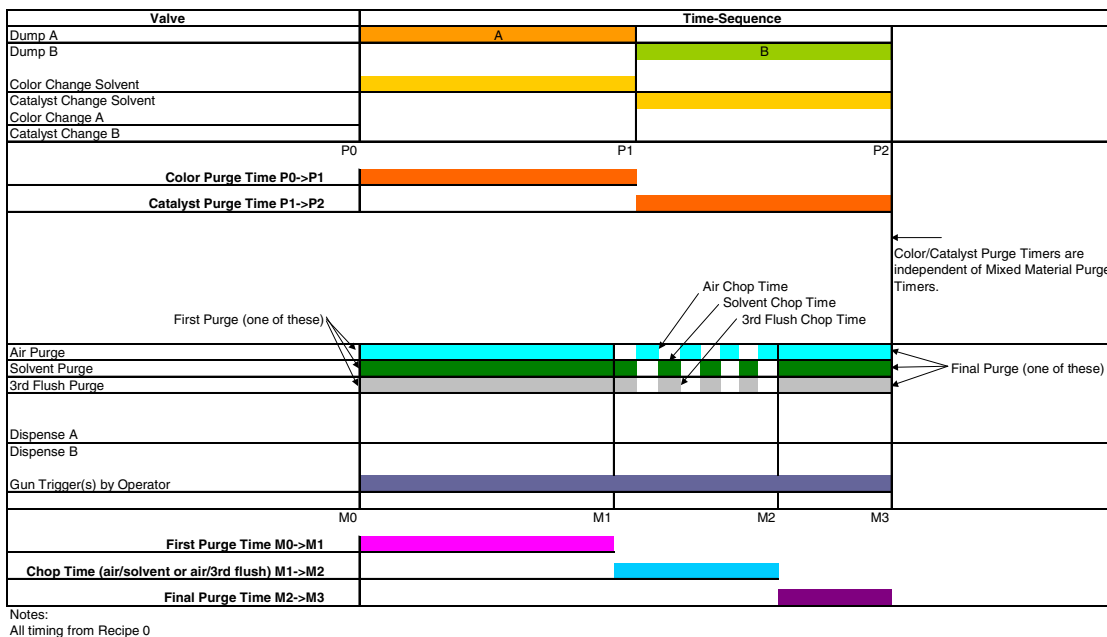 Valve Time-Sequence
Dump A A
Dump B B
Color Change Solvent
Catalyst Change Solvent
Color Change A
Catalyst Change B
P0 P1 P2
Color Purge Time P0->P1
Catalyst Purge Time P1->P2
Color/Catalyst Purge Timers are
independent of Mixed Material Purge
Timers.
Air Chop Time
Solvent Chop Time
3rd Flush Chop Time
First Purge (one of these)
Air Purge
Solvent Purge
3rd Flush Purge
Final Purge (one of these)
Dispense A
Dispense B
Gun Trigger(s) by Operator
M0 M1 M2 M3
First Purge Time M0->M1
Chop Time (air/solvent or air/3rd flush) M1->M2
Final Purge Time M2->M3
Notes:
All timing from Recipe 0